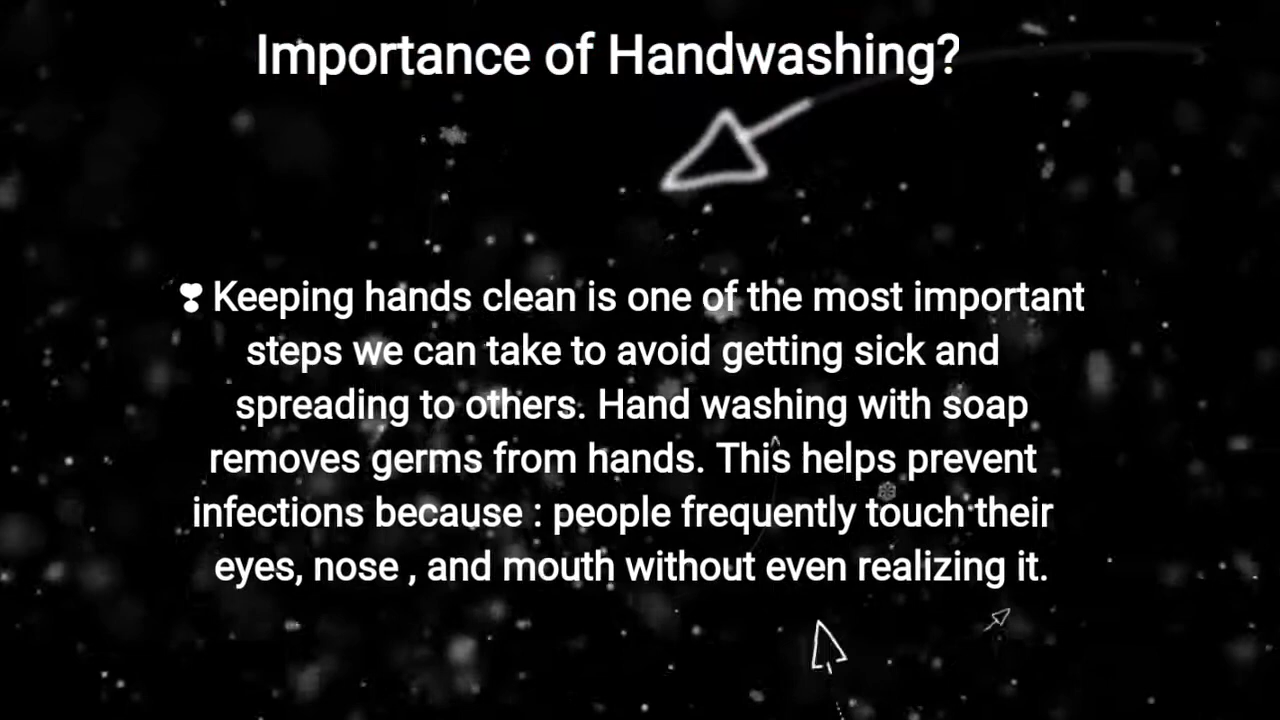 Importance of Handwashing?
❣ Keeping hands clean is one of the most important
steps we can take to avoid getting sick and
spreading to others. Hand washing with soap
removes germs from hands. This helps prevent
infections because : people frequently touch their
eyes, nose , and mouth without even realizing it.